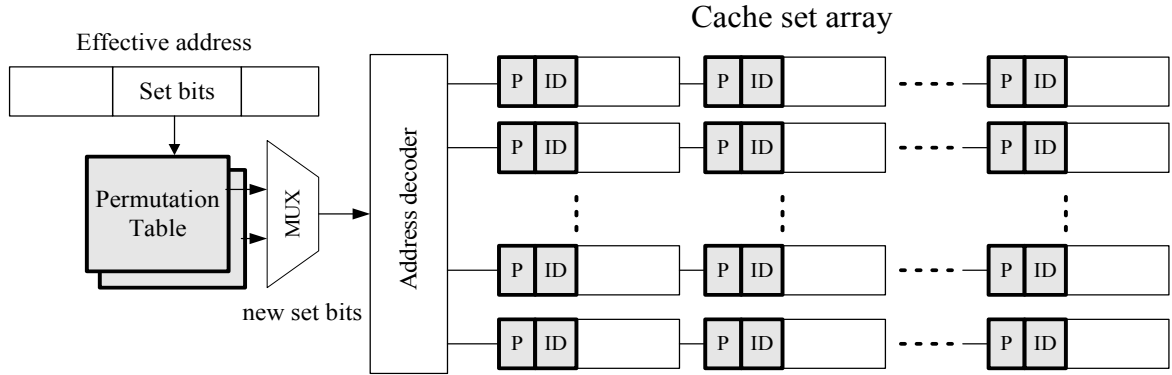 Cache set array
Effective address
Set bits
Permutation
Table
MUX
new set bits
Address decoder
P ID P ID P ID
P ID P ID P ID
P ID P ID P ID
P ID P ID P ID